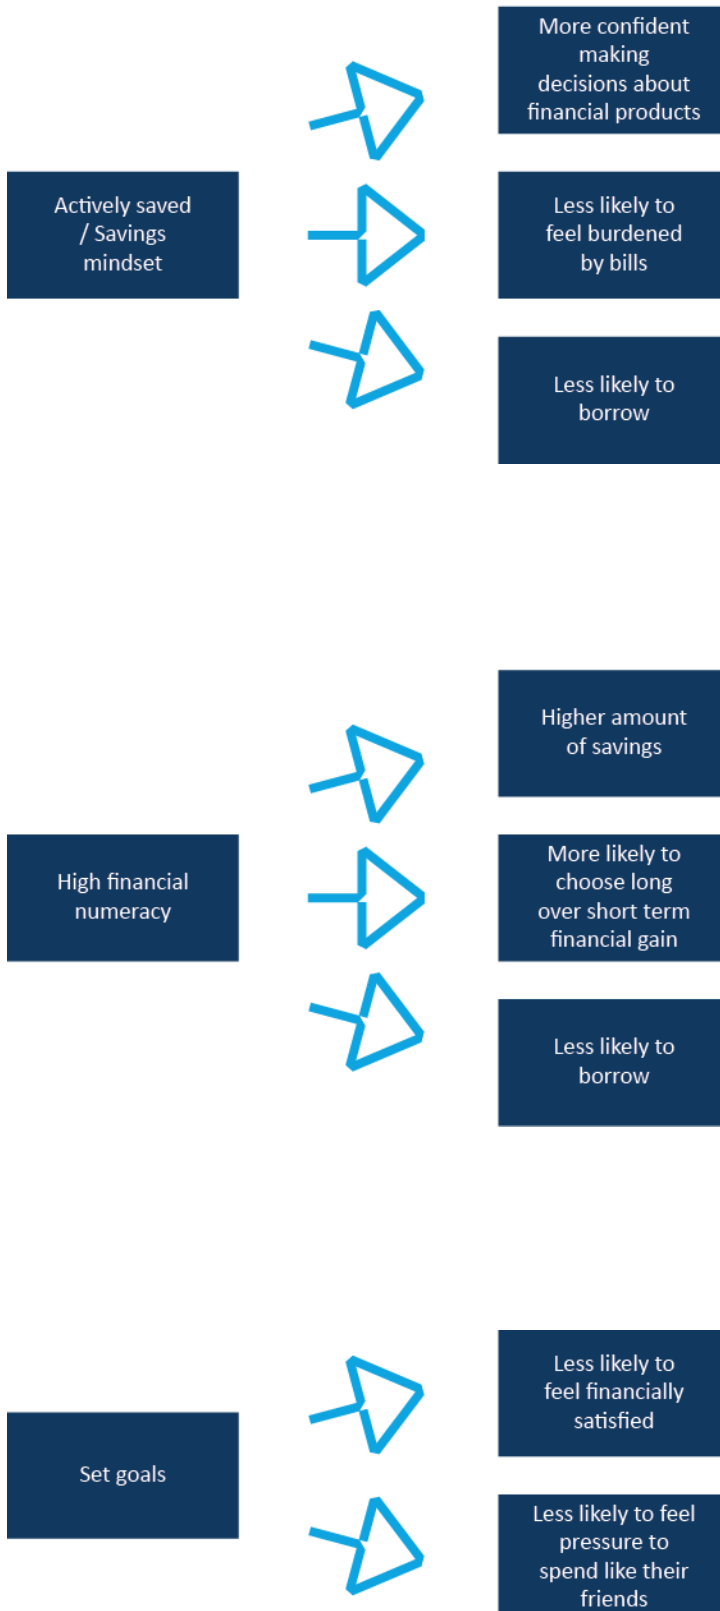 More confident
making
decisions about
financial products
Actively saved
/ Savings
mindset
Less likely to
feel burdened
by bills
Less likely to
borrow
Higher amount
of savings
High financial
numeracy
More likely to
choose long
over short term
financial gain
Less likely to
borrow
Less likely to
feel financially
satisfied
Set goals
Less likely to feel
pressure to
spend like their
friends